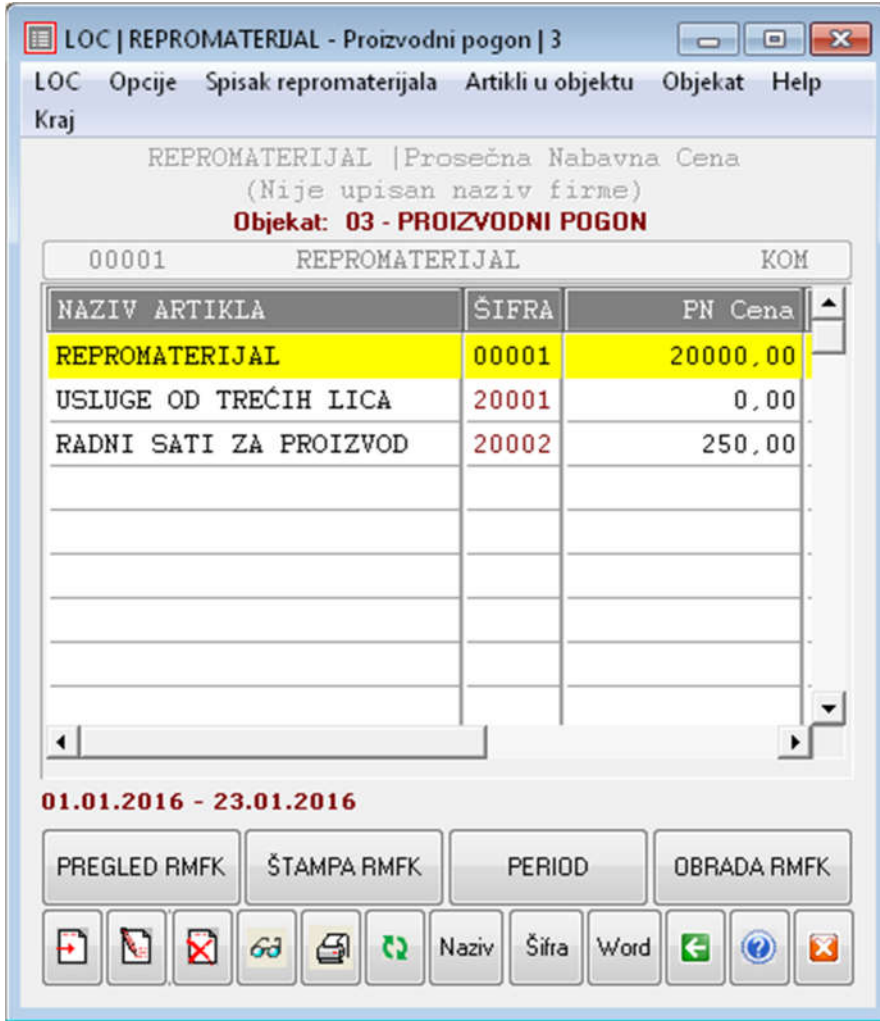 LOC | REPROMATERIJAL - Proizvodni pogon | 3
LOC Opcije Spisak repromaterijala Artikli u objektu Objekat Help
Kraj
REPROMATERIJAL |Prosečna Nabavna Cena
(Nije upisan naziv firme)
Objekat: 03 - PROIZVODNI POGON
00001 REPROMATERIJAL KOM
NAZIV ARTIKLA ŠIFRA PN Cena
REPROMATERIJAL 00001 20000,00
USLUGE OD TREĆIH LICA 20001 0,00
RADNI SATI ZA PROIZVOD 20002 250,00
01.01.2016 - 23.01.2016
PREGLED RMFK ŠTAMPA RMFK PERIOD OBRADA RMFK
Naziv Šifra Word